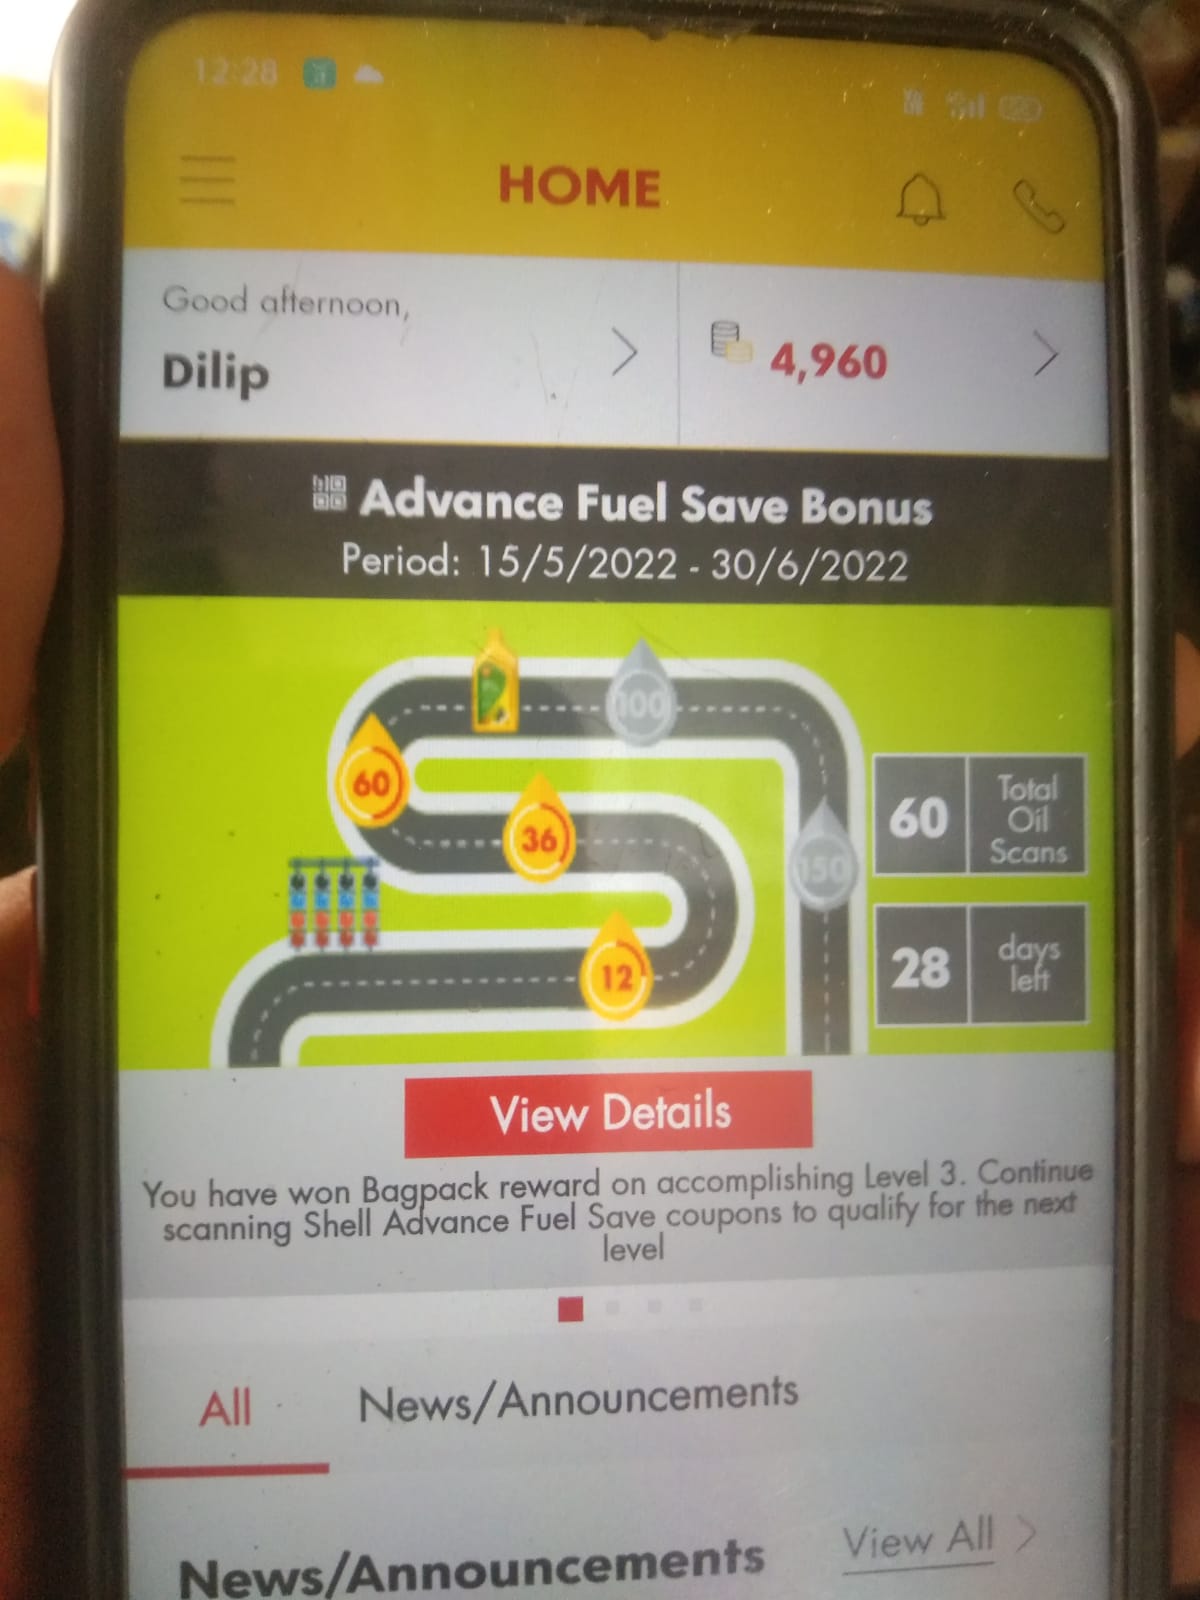 12:28
HOME
Good afternoon,
Dilip
4,960
Advance Fuel Save Bonus
Period: 15/5/2022 - 30/6/2022
100
60
36
150
12
60
Total
Oil
Scans
28
days
left
View Details
You have won Bagpack reward on accomplishing Level 3. Continue
scanning Shell Advance Fuel Save coupons to qualify for the next
level
All
News/Announcements
News/Announcements
View All